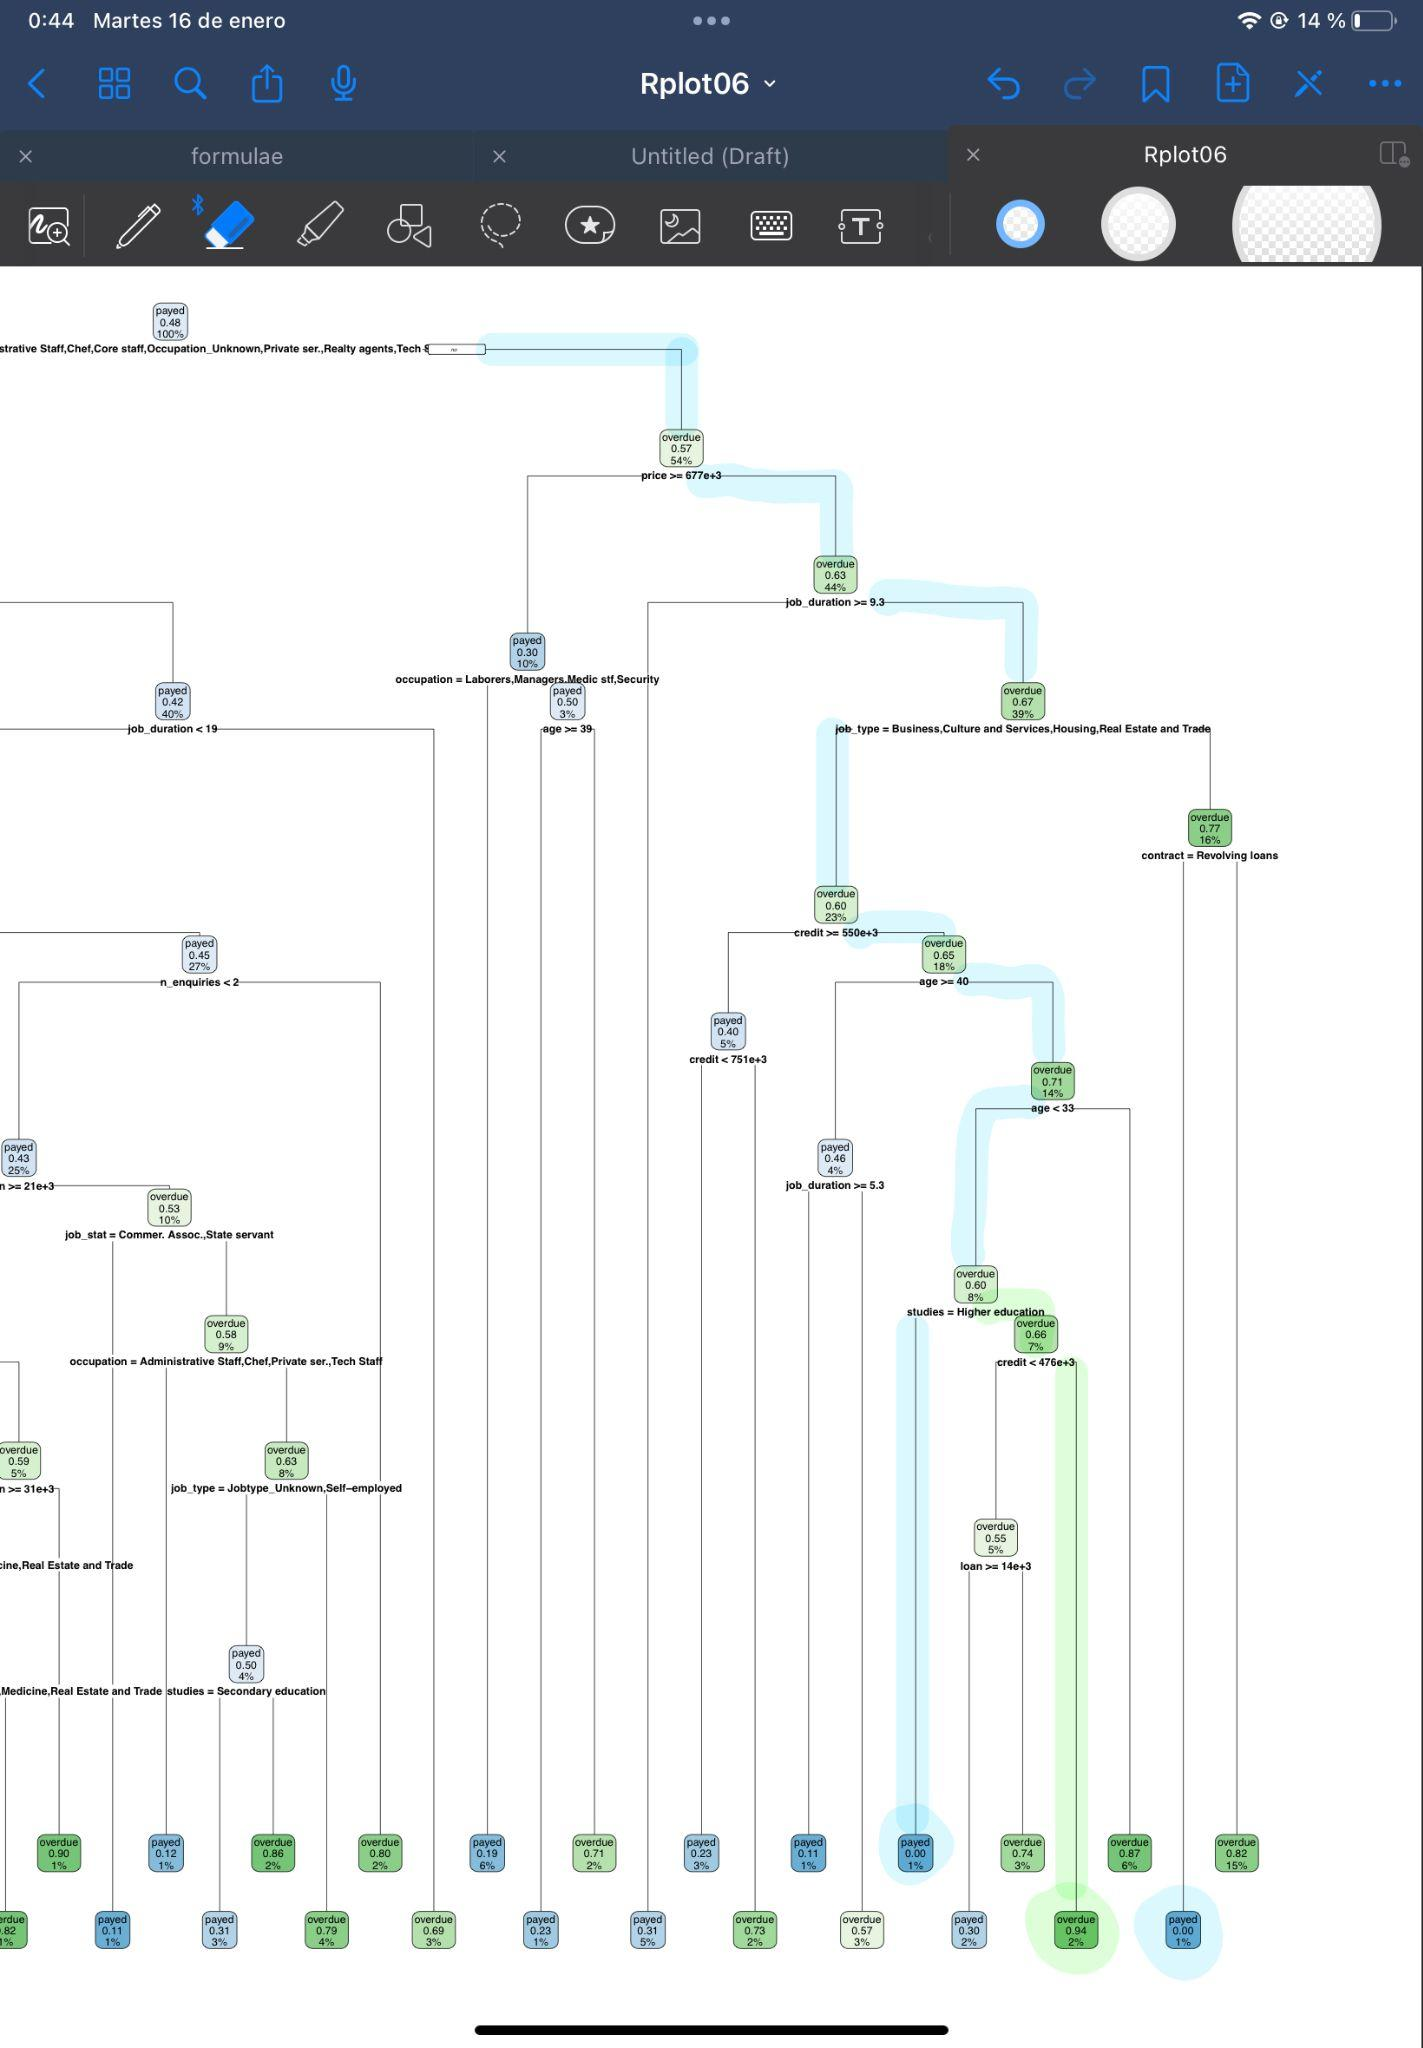 0:44 Martes 16 de enero
14 %
Rplot06
formulae
Untitled (Draft)
Rplot06
T
payed
0.48
100%
strative Staff,Chef,Core staff,Occupation_Unknown,Private ser.,Realty agents,Tech S
no
overdue
0.57
54%
price >= 677e+3
overdue
0.63
44%
job_duration >= 9.3
payed
0.30
10%
occupation = Laborers,Managers,Medic stf,Security
payed
0.42
40%
job_duration < 19
payed
0.50
3%
age >= 39
overdue
0.67
39%
job_type = Business,Culture and Services,Housing,Real Estate and Trade
overdue
0.77
16%
contract = Revolving loans
overdue
0.60
23%
credit >= 550e+3
payed
0.45
27%
n_enquiries < 2
overdue
0.65
18%
age >= 40
payed
0.40
5%
credit < 751e+3
overdue
0.71
14%
age < 33
payed
0.43
25%
n >= 21e+3
payed
0.46
4%
job_duration >= 5.3
overdue
0.53
10%
job_stat = Commer. Assoc.,State servant
overdue
0.60
8%
studies = Higher education
overdue
0.58
9%
occupation = Administrative Staff,Chef,Private ser.,Tech Staff
overdue
0.66
7%
credit < 476e+3
overdue
0.59
5%
n >= 31e+3
overdue
0.63
8%
job_type = Jobtype_Unknown,Self-employed
overdue
0.55
5%
loan >= 14e+3
cine,Real Estate and Trade
payed
0.50
4%
,Medicine,Real Estate and Trade studies = Secondary education
overdue
0.90
1%
payed
0.12
1%
overdue
0.86
2%
overdue
0.80
2%
payed
0.19
6%
overdue
0.71
2%
payed
0.23
3%
payed
0.11
1%
payed
0.00
1%
overdue
0.74
3%
overdue
0.87
6%
overdue
0.82
15%
erdue
.82
1%
payed
0.11
1%
payed
0.31
3%
overdue
0.79
4%
overdue
0.69
3%
payed
0.23
1%
payed
0.31
5%
overdue
0.73
2%
overdue
0.57
3%
payed
0.30
2%
overdue
0.94
2%
payed
0.00
1%